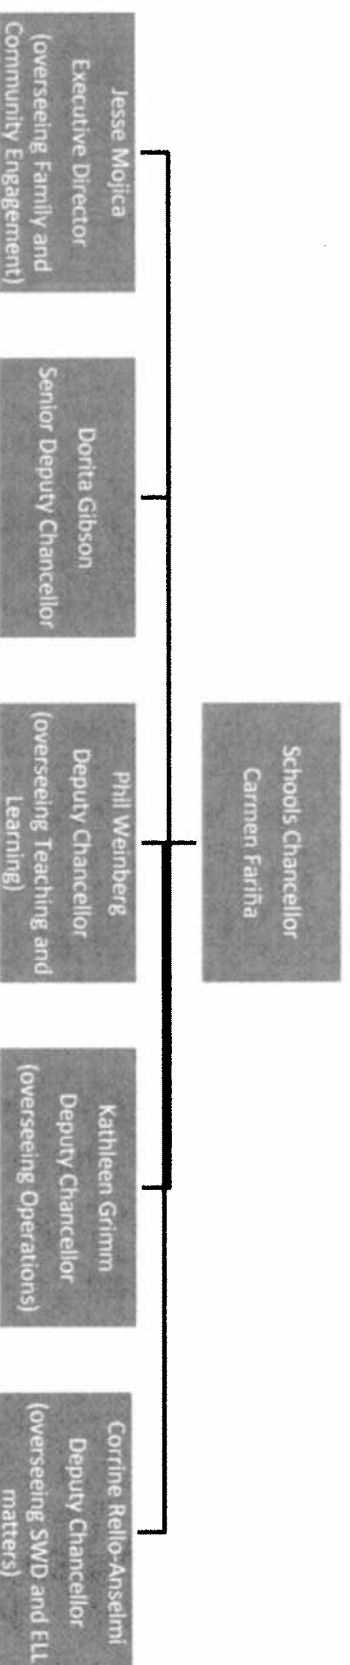 Schools Chancellor
Carmen Fariña
Jesse Mojica
Executive Director
(overseeing Family and
Community Engagement)
Dorita Gibson
Senior Deputy Chancellor
Phil Weinberg
Deputy Chancellor
(overseeing Teaching and
Learning)
Kathleen Grimm
Deputy Chancellor
(overseeing Operations)
Corrine Rello-Anselmi
Deputy Chancellor
(overseeing SWD and ELL
matters)